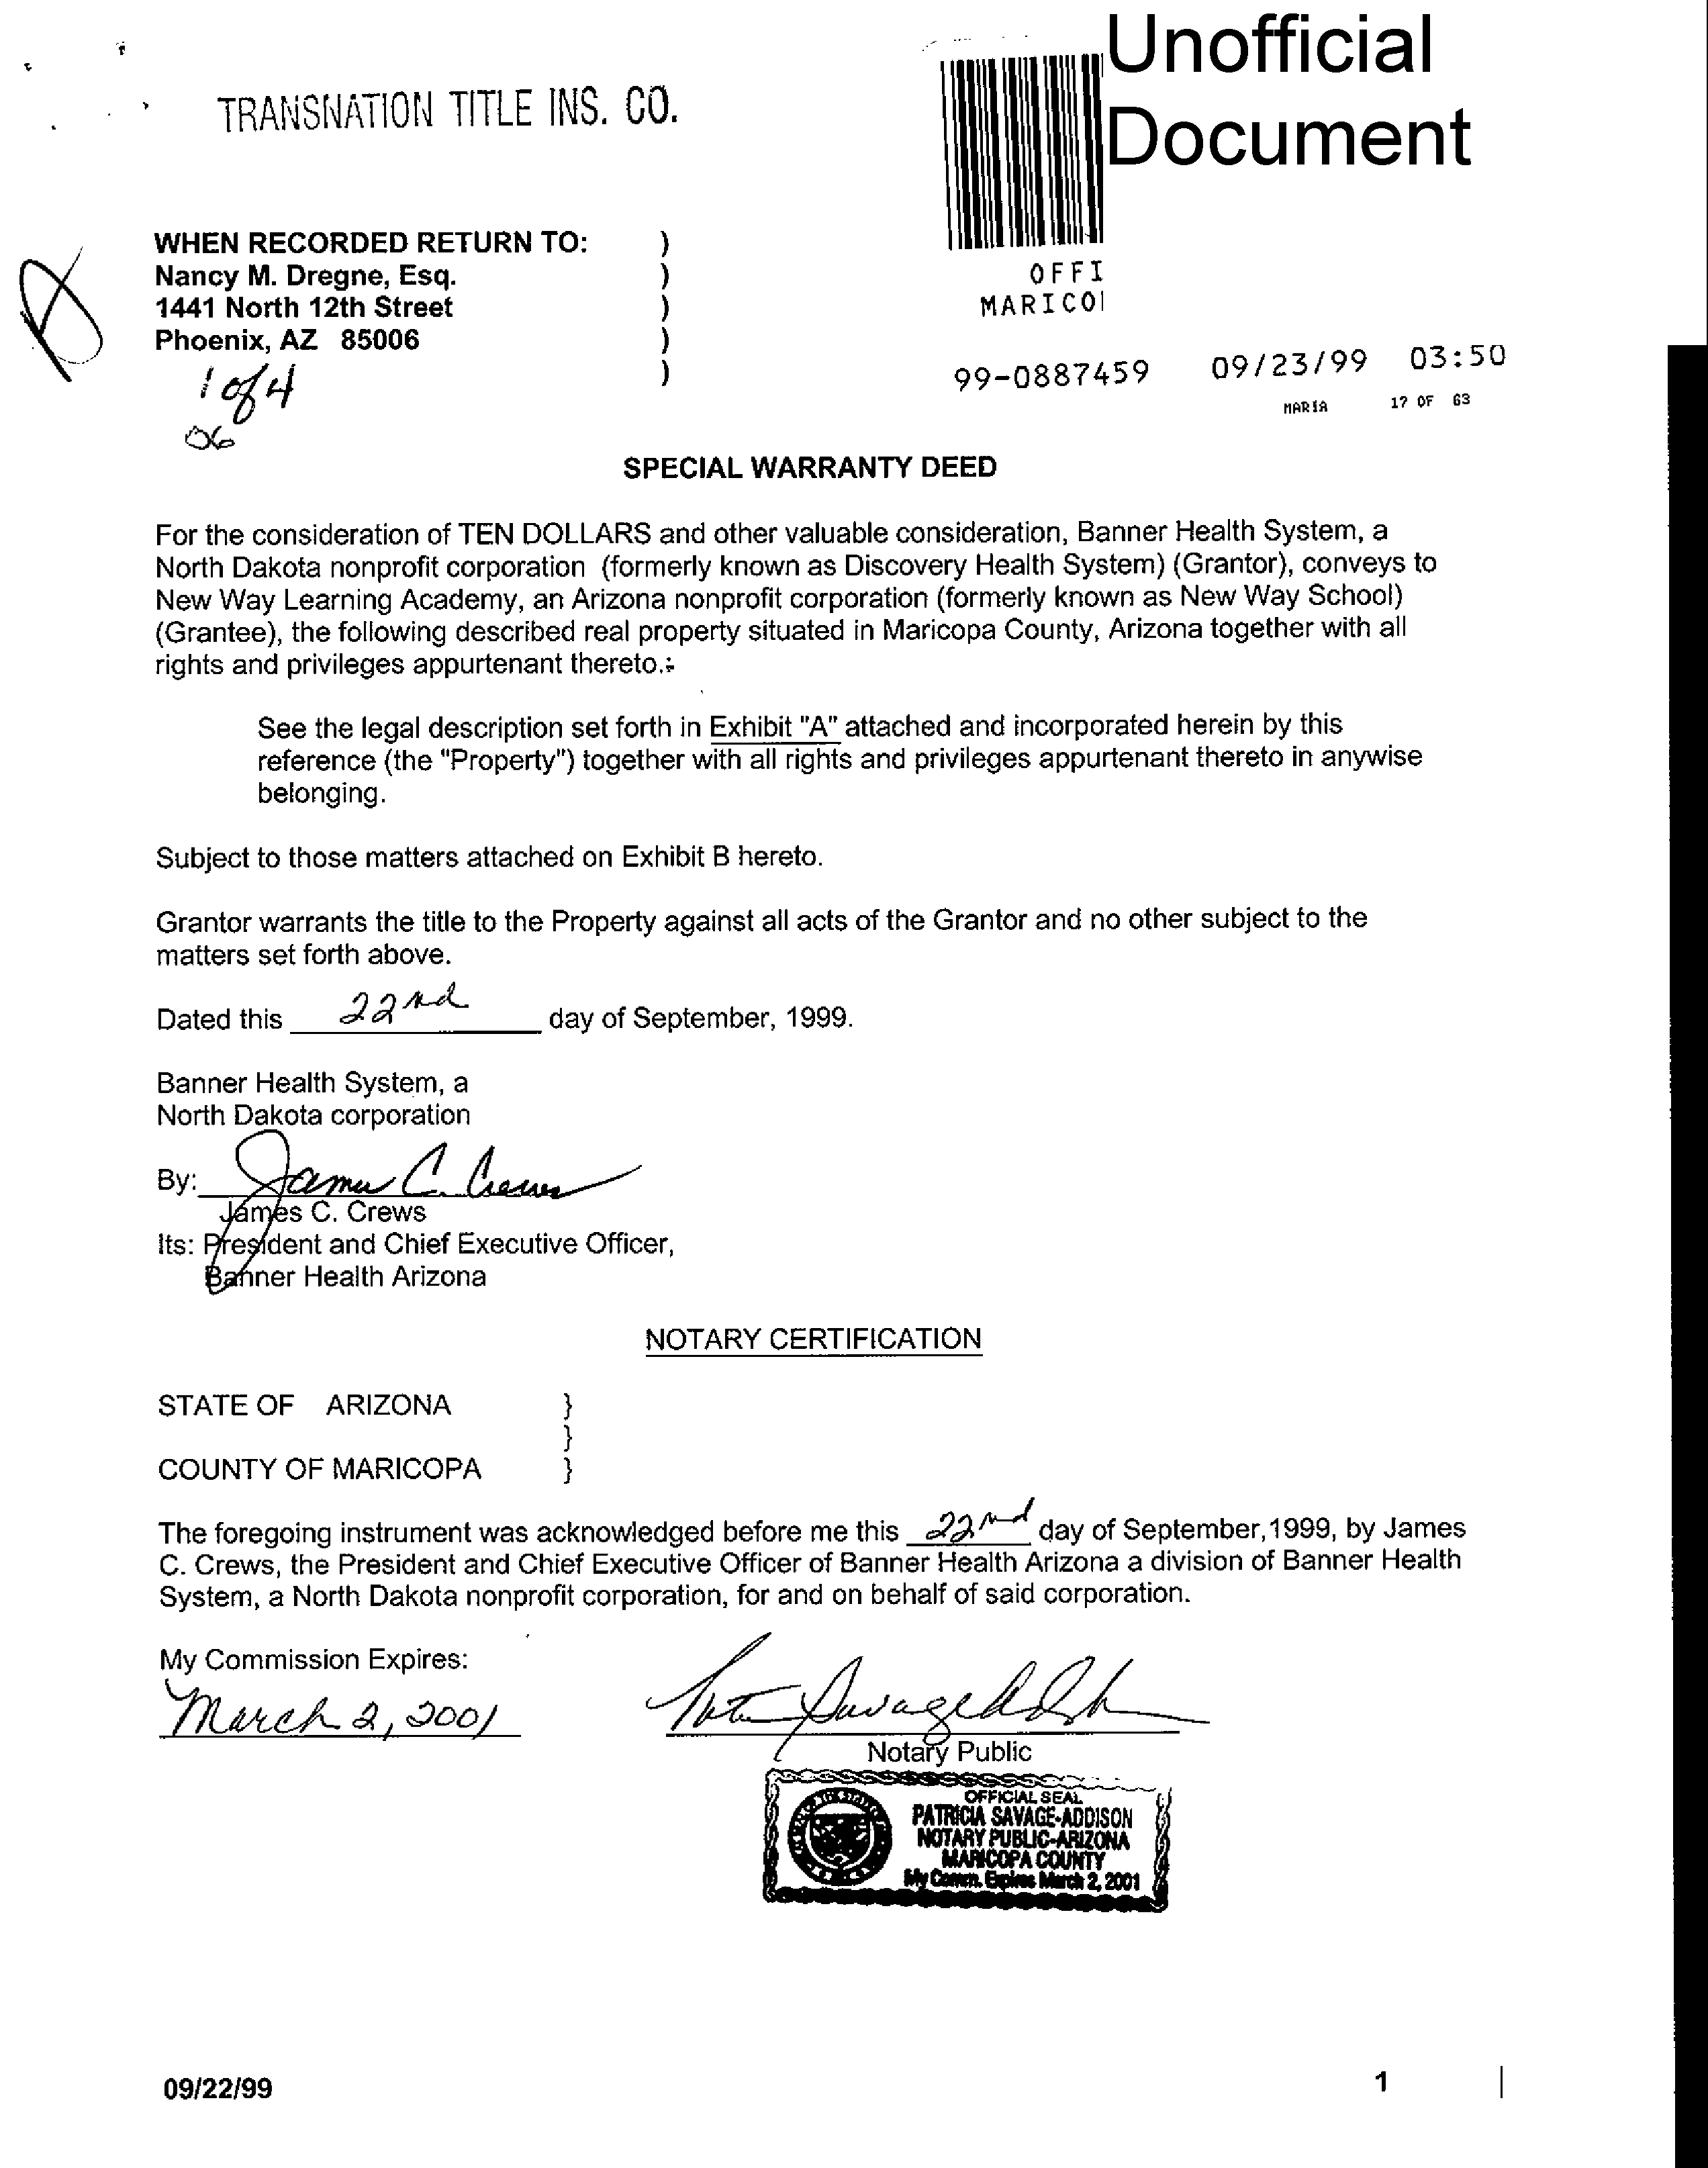 Unofficial
Document
TRANSNATION TITLE INS. CO.
WHEN RECORDED RETURN TO: )
Nancy M. Dregne, Esq. )
1441 North 12th Street )
Phoenix, AZ 85006 )
)
1 of 4
06
OFFI
MARICO
99-0887459 09/23/99 03:50
MARIA 17 OF 63
SPECIAL WARRANTY DEED
For the consideration of TEN DOLLARS and other valuable consideration, Banner Health System, a
North Dakota nonprofit corporation (formerly known as Discovery Health System) (Grantor), conveys to
New Way Learning Academy, an Arizona nonprofit corporation (formerly known as New Way School)
(Grantee), the following described real property situated in Maricopa County, Arizona together with all
rights and privileges appurtenant thereto.:
See the legal description set forth in Exhibit "A" attached and incorporated herein by this
reference (the "Property") together with all rights and privileges appurtenant thereto in anywise
belonging.
Subject to those matters attached on Exhibit B hereto.
Grantor warrants the title to the Property against all acts of the Grantor and no other subject to the
matters set forth above.
Dated this 22nd day of September, 1999.
Banner Health System, a
North Dakota corporation
By: James C. Crews
James C. Crews
Its: President and Chief Executive Officer,
Banner Health Arizona
NOTARY CERTIFICATION
STATE OF ARIZONA }
}
COUNTY OF MARICOPA }
The foregoing instrument was acknowledged before me this 22nd day of September,1999, by James
C. Crews, the President and Chief Executive Officer of Banner Health Arizona a division of Banner Health
System, a North Dakota nonprofit corporation, for and on behalf of said corporation.
My Commission Expires:
March 2, 2001
Notary Public
OFFICIAL SEAL
PATRICIA SAVAGE-ADDISON
NOTARY PUBLIC-ARIZONA
MARICOPA COUNTY
My Comm. Expires March 2, 2001
09/22/99 1